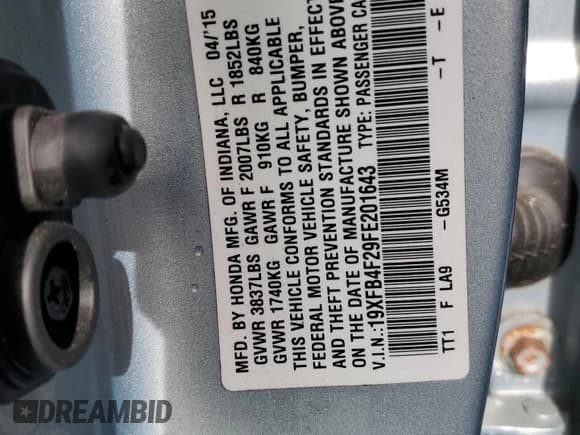 MFD. BY HONDA MFG. OF INDIANA, LLC 04/'15
GVWR 3837LBS GAWR F 2007LBS R 1852LBS
GVWR 1740KG GAWR F 910KG R 840KG
THIS VEHICLE CONFORMS TO ALL APPLICABLE
FEDERAL MOTOR VEHICLE SAFETY, BUMPER,
AND THEFT PREVENTION STANDARDS IN EFFECT
ON THE DATE OF MANUFACTURE SHOWN ABOVE
V.I.N.:19XFB4F29FE201643 TYPE: PASSENGER CA
TT1 F LA9 -G534M -T -E
DREAMBID